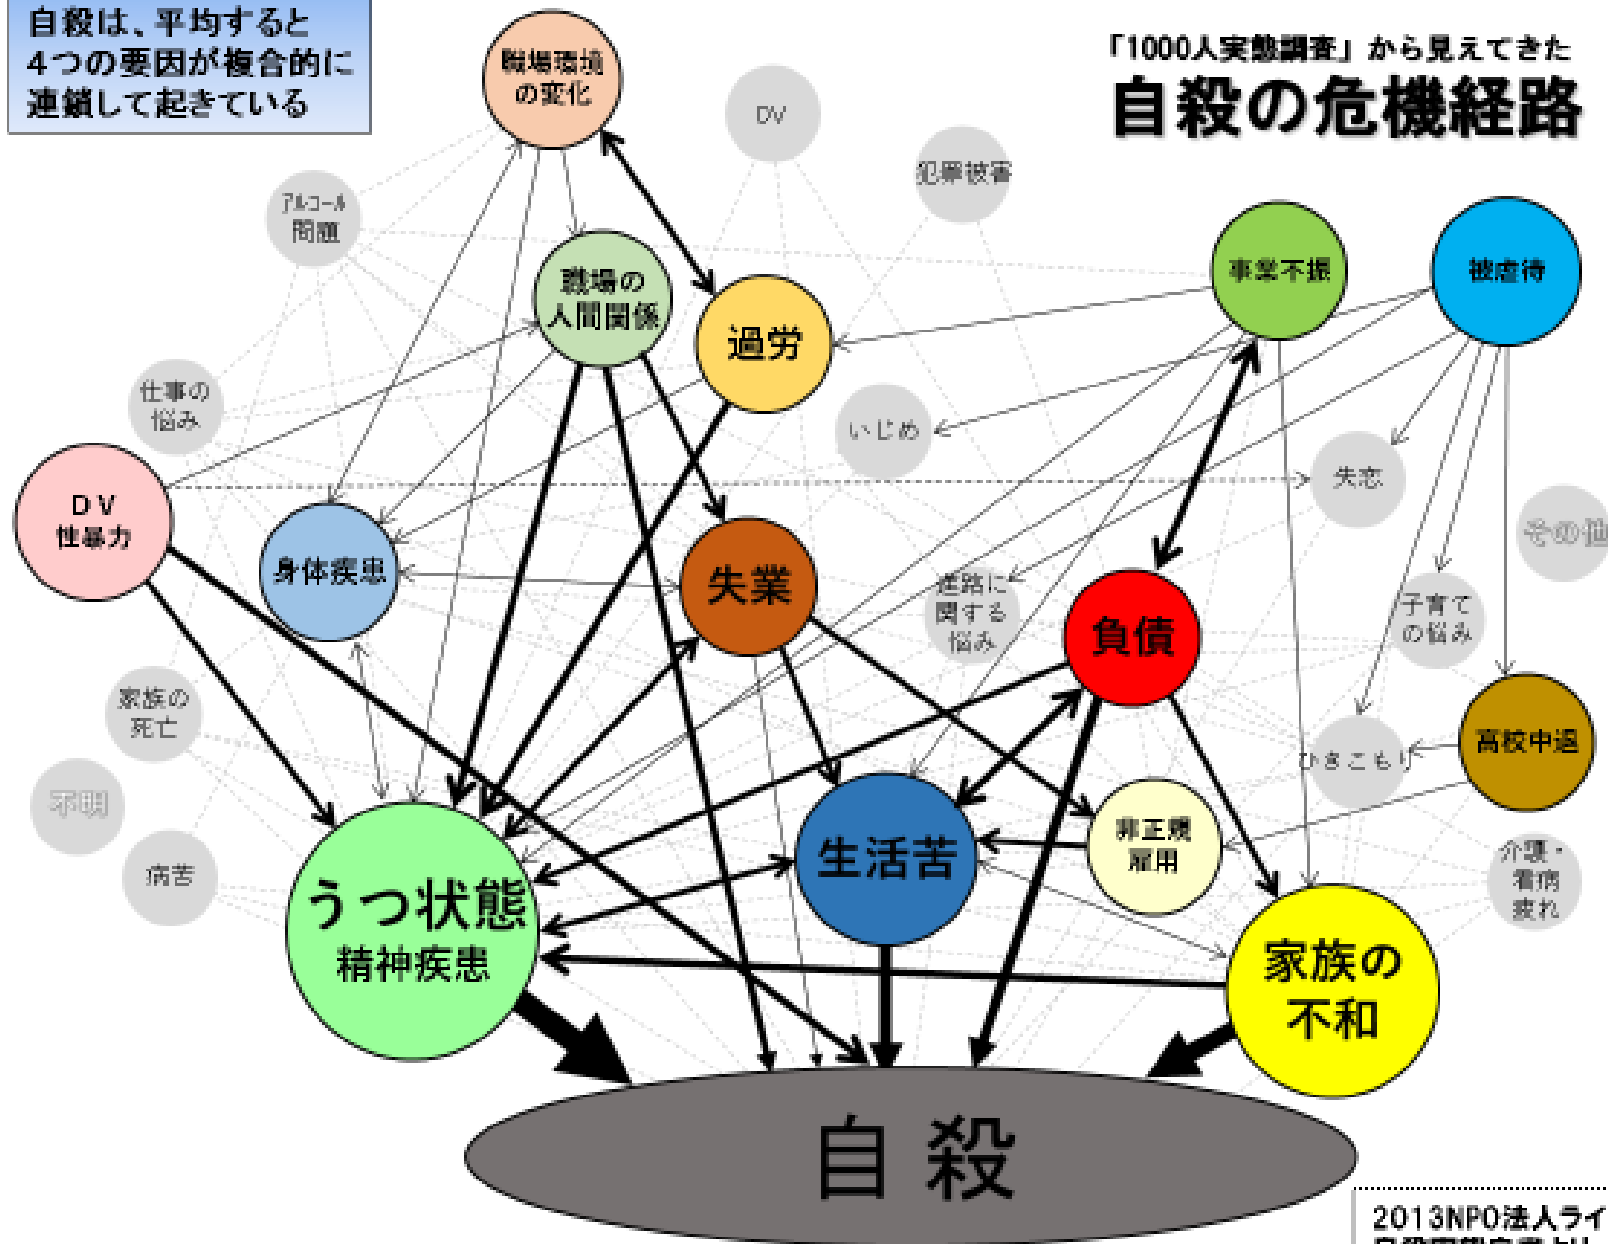 自殺は、平均すると
4つの要因が複合的に
連鎖して起きている
「1000人実態調査」から見えてきた
自殺の危機経路
職場環境
の変化
DV
犯罪被害
アルコール
問題
職場の
人間関係
過労
事業不振
被虐待
仕事の
悩み
いじめ
失恋
DV
性暴力
その他
身体疾患
失業
進路に
関する
悩み
負債
子育て
の悩み
家族の
死亡
高校中退
ひきこもり
不明
病苦
うつ状態
精神疾患
生活苦
非正規
雇用
介護・
看病
疲れ
家族の
不和
自 殺
2013NPO法人ライ